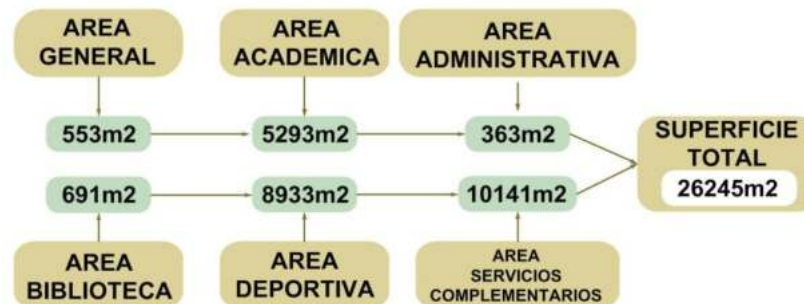 AREA
GENERAL
AREA
ACADEMICA
AREA
ADMINISTRATIVA
553m2
5293m2
363m2
SUPERFICIE
TOTAL
26245m2
691m2
8933m2
10141m2
AREA
BIBLIOTECA
AREA
DEPORTIVA
AREA
SERVICIOS
COMPLEMENTARIOS